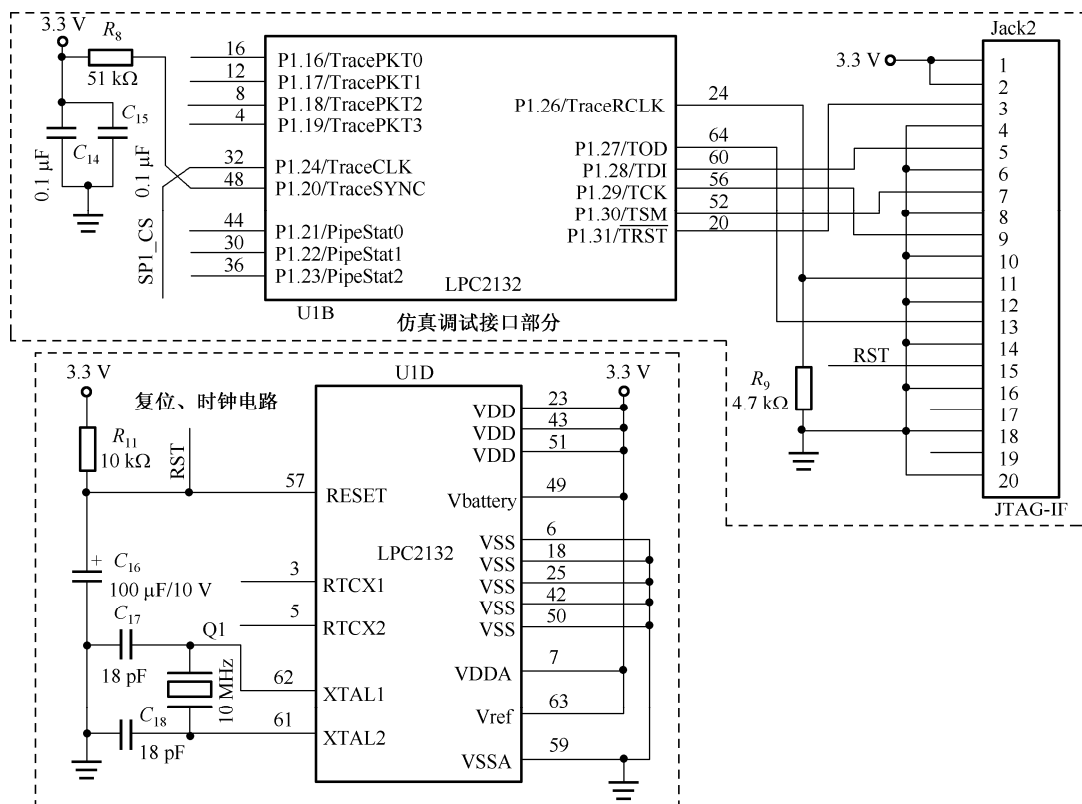 3.3 V
R8
51 kΩ
C15
C14
0.1 μF
0.1 μF
SP1_CS
16
12
8
4
32
48
44
30
36
P1.16/TracePKT0
P1.17/TracePKT1
P1.18/TracePKT2
P1.19/TracePKT3
P1.24/TraceCLK
P1.20/TraceSYNC
P1.21/PipeStat0
P1.22/PipeStat1
P1.23/PipeStat2
P1.26/TraceRCLK
P1.27/TOD
P1.28/TDI
P1.29/TCK
P1.30/TSM
P1.31/TRST
LPC2132
U1B
仿真调试接口部分
24
64
60
56
52
20
Jack2
3.3 V
1
2
3
4
5
6
7
8
9
10
11
12
13
14
15
16
17
18
19
20
RST
R9
4.7 kΩ
JTAG-IF
3.3 V
复位、时钟电路
U1D
3.3 V
R11
10 kΩ
RST
57
RESET
C16
+
100 μF/10 V
3
RTCX1
5
RTCX2
C17
18 pF
Q1
10 MHz
62
XTAL1
C18
18 pF
61
XTAL2
LPC2132
VDD
23
VDD
43
VDD
51
Vbattery
49
VSS
6
VSS
18
VSS
25
VSS
42
VSS
50
VDDA
7
Vref
63
VSSA
59